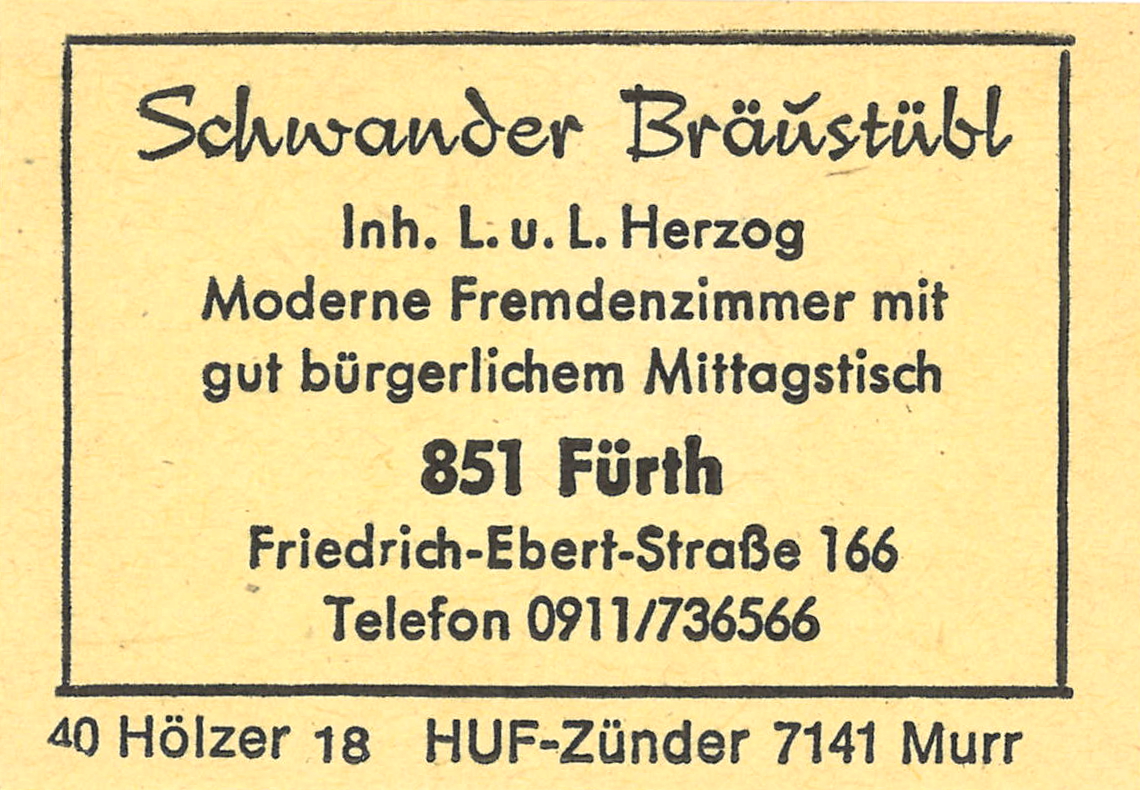 Schwander Bräustübl
Inh. L. u. L. Herzog
Moderne Fremdenzimmer mit
gut bürgerlichem Mittagstisch
851 Fürth
Friedrich-Ebert-Straße 166
Telefon 0911/736566
40 Hölzer 18 HUF-Zünder 7141 Murr